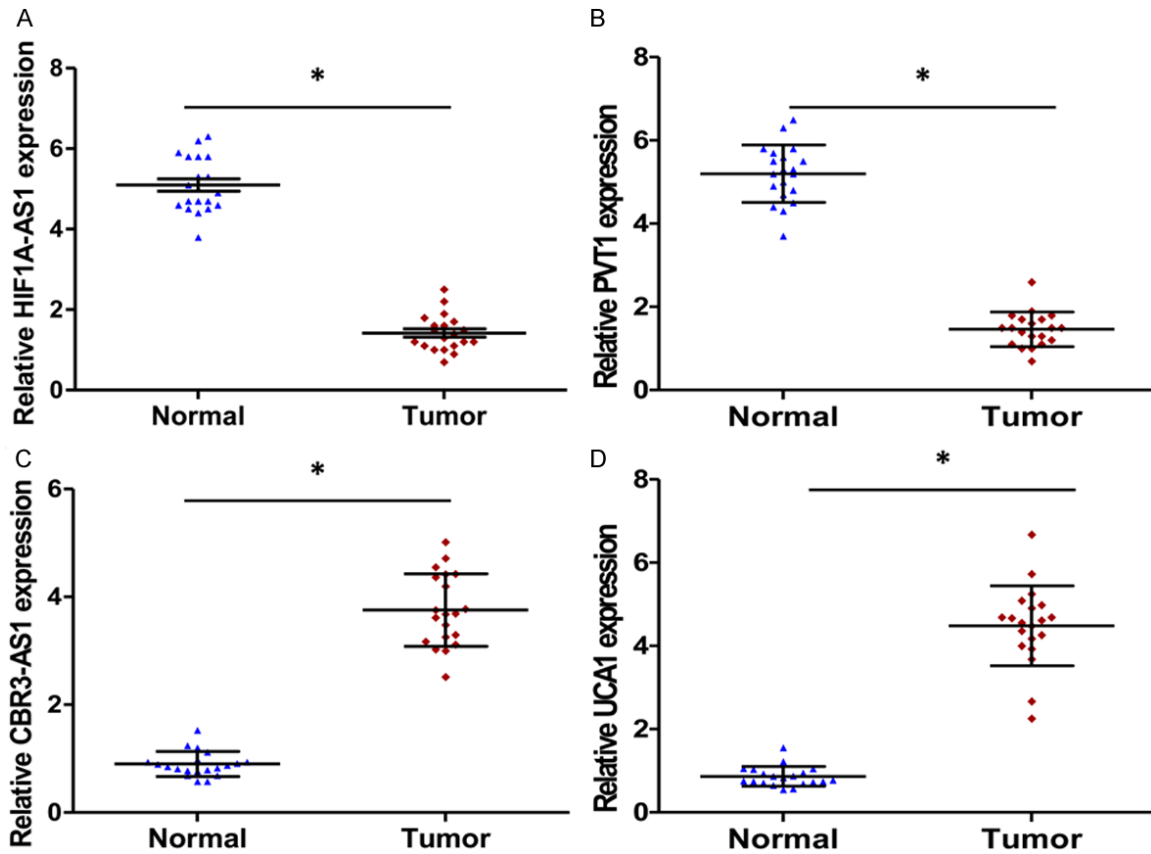 A
Relative HIF1A-AS1 expression
8
6
4
2
0
*
Normal
Tumor
B
Relative PVT1 expression
8
6
4
2
0
*
Normal
Tumor
C
Relative CBR3-AS1 expression
6
4
2
0
*
Normal
Tumor
D
Relative UCA1 expression
8
6
4
2
0
*
Normal
Tumor